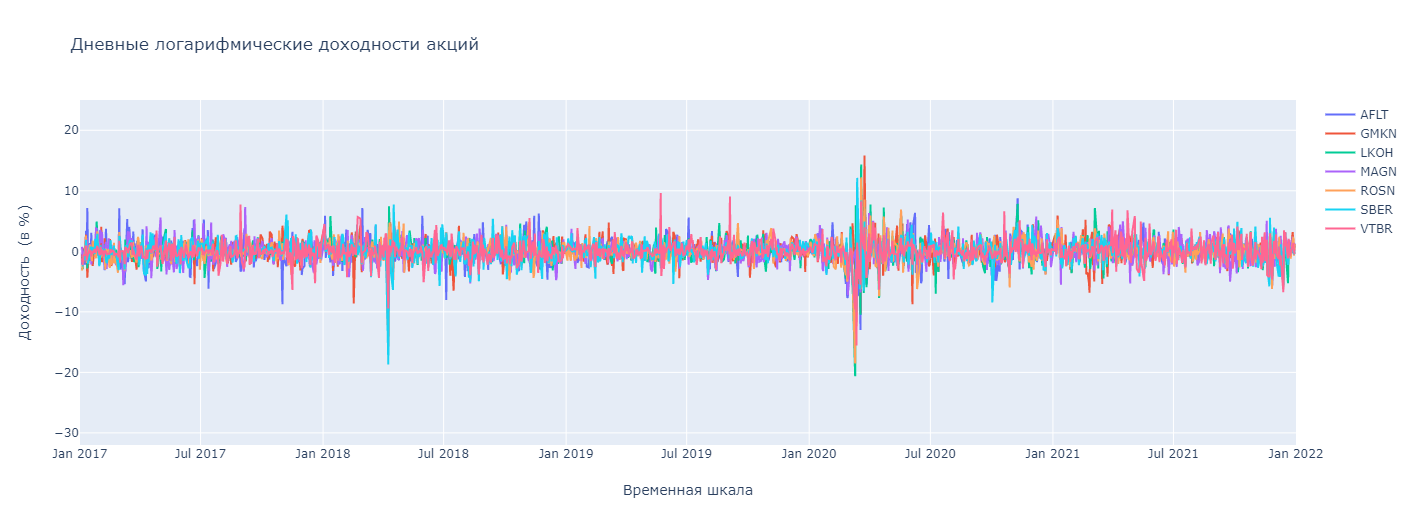 Дневные логарифмические доходности акций
Доходность (в %)
20
10
0
−10
−20
−30
Jan 2017
Jul 2017
Jan 2018
Jul 2018
Jan 2019
Jul 2019
Jan 2020
Jul 2020
Jan 2021
Jul 2021
Jan 2022
Временная шкала
AFLT
GMKN
LKOH
MAGN
ROSN
SBER
VTBR